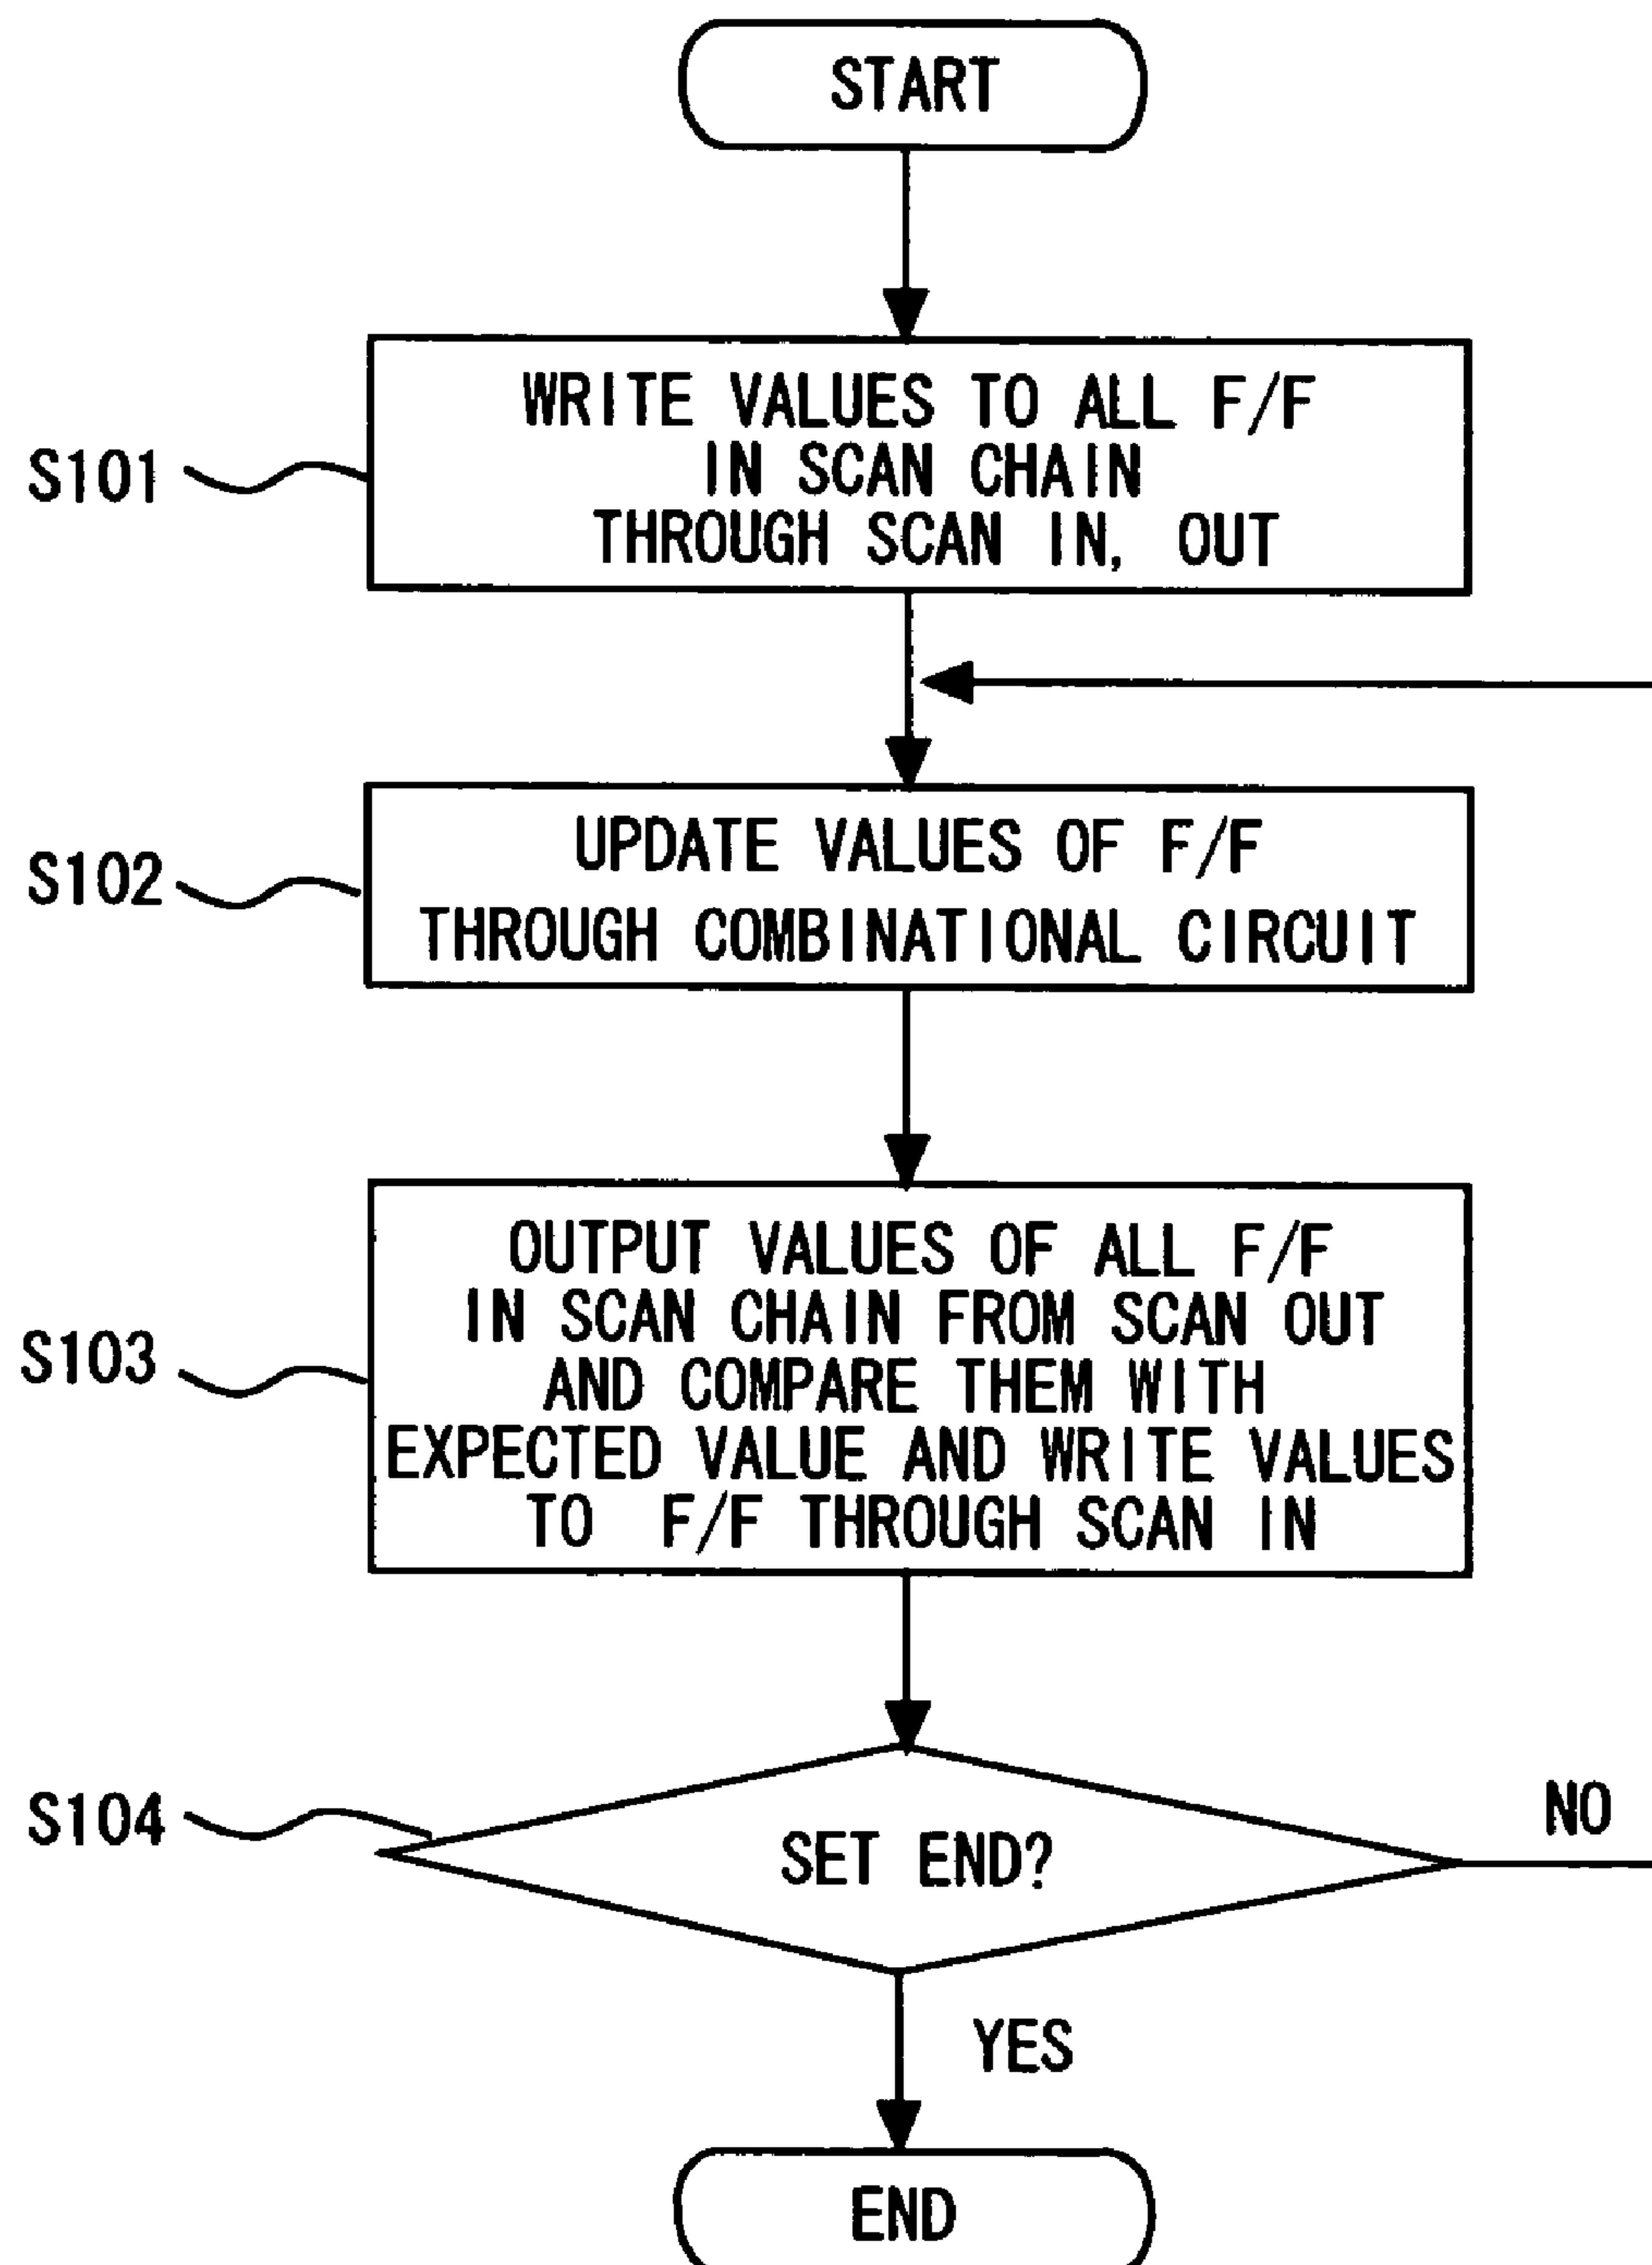 START
S101
WRITE VALUES TO ALL F/F
IN SCAN CHAIN
THROUGH SCAN IN, OUT
S102
UPDATE VALUES OF F/F
THROUGH COMBINATIONAL CIRCUIT
S103
OUTPUT VALUES OF ALL F/F
IN SCAN CHAIN FROM SCAN OUT
AND COMPARE THEM WITH
EXPECTED VALUE AND WRITE VALUES
TO F/F THROUGH SCAN IN
S104
SET END?
NO
YES
END